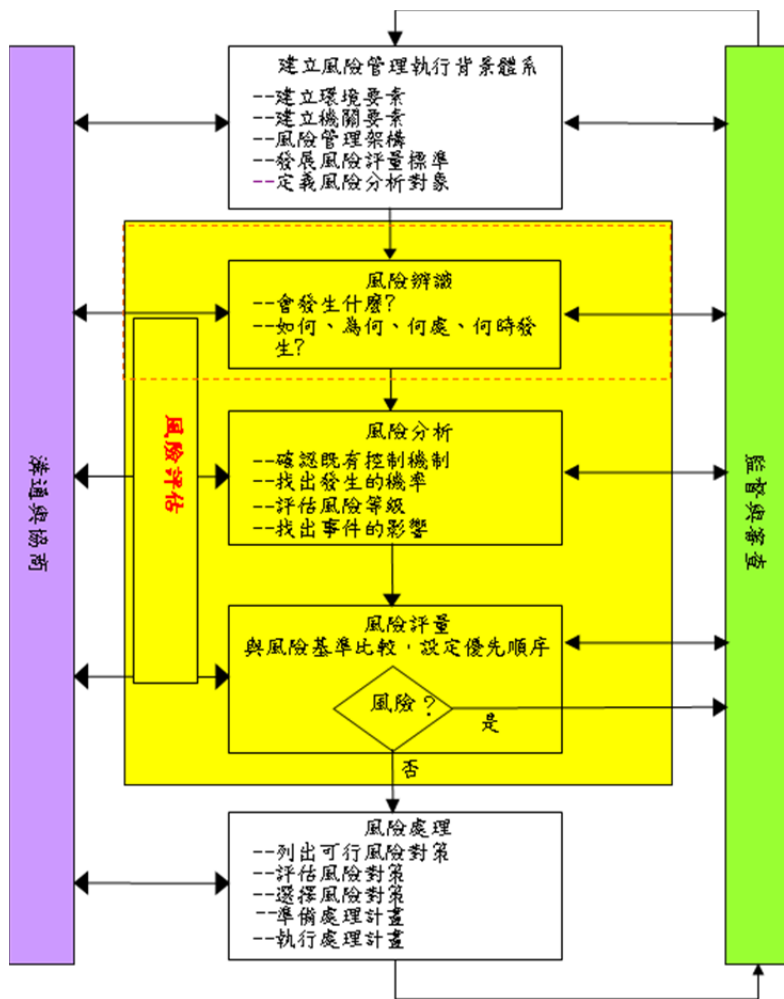 建立風險管理執行背景體系
--建立環境要素
--建立機關要素
--風險管理架構
--發展風險評量標準
--定義風險分析對象
風險辨識
--會發生什麼?
--如何、為何、何處、何時發
生?
風險評估
風險分析
--確認既有控制機制
--找出發生的機率
--評估風險等級
--找出事件的影響
溝通與協商
監督與審查
風險評量
與風險基準比較，設定優先順序
風險？
是
否
風險處理
--列出可行風險對策
--評估風險對策
--選擇風險對策
--準備處理計畫
--執行處理計畫